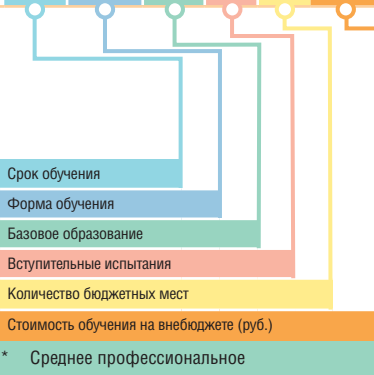 Срок обучения
Форма обучения
Базовое образование
Вступительные испытания
Количество бюджетных мест
Стоимость обучения на внебюджете (руб.)
* Среднее профессиональное